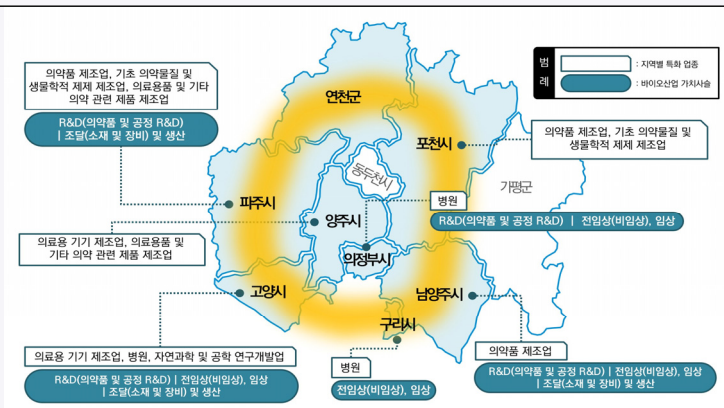 범
례
: 지역별 특화 업종
: 바이오산업 가치사슬
의약품 제조업, 기초 의약물질 및
생물학적 제제 제조업, 의료용품 및 기타
의약 관련 제품 제조업
R&D(의약품 및 공정 R&D)
| 조달(소재 및 장비) 및 생산
연천군
포천시
의약품 제조업, 기초 의약물질 및
생물학적 제제 제조업
동두천시
가평군
파주시
양주시
병원
R&D(의약품 및 공정 R&D) | 전임상(비임상), 임상
의료용 기기 제조업, 의료용품 및
기타 의약 관련 제품 제조업
의정부시
고양시
남양주시
구리시
의료용 기기 제조업, 병원, 자연과학 및 공학 연구개발업
R&D(의약품 및 공정 R&D) | 전임상(비임상), 임상
| 조달(소재 및 장비) 및 생산
병원
전임상(비임상), 임상
의약품 제조업
R&D(의약품 및 공정 R&D) | 전임상(비임상), 임상
| 조달(소재 및 장비) 및 생산